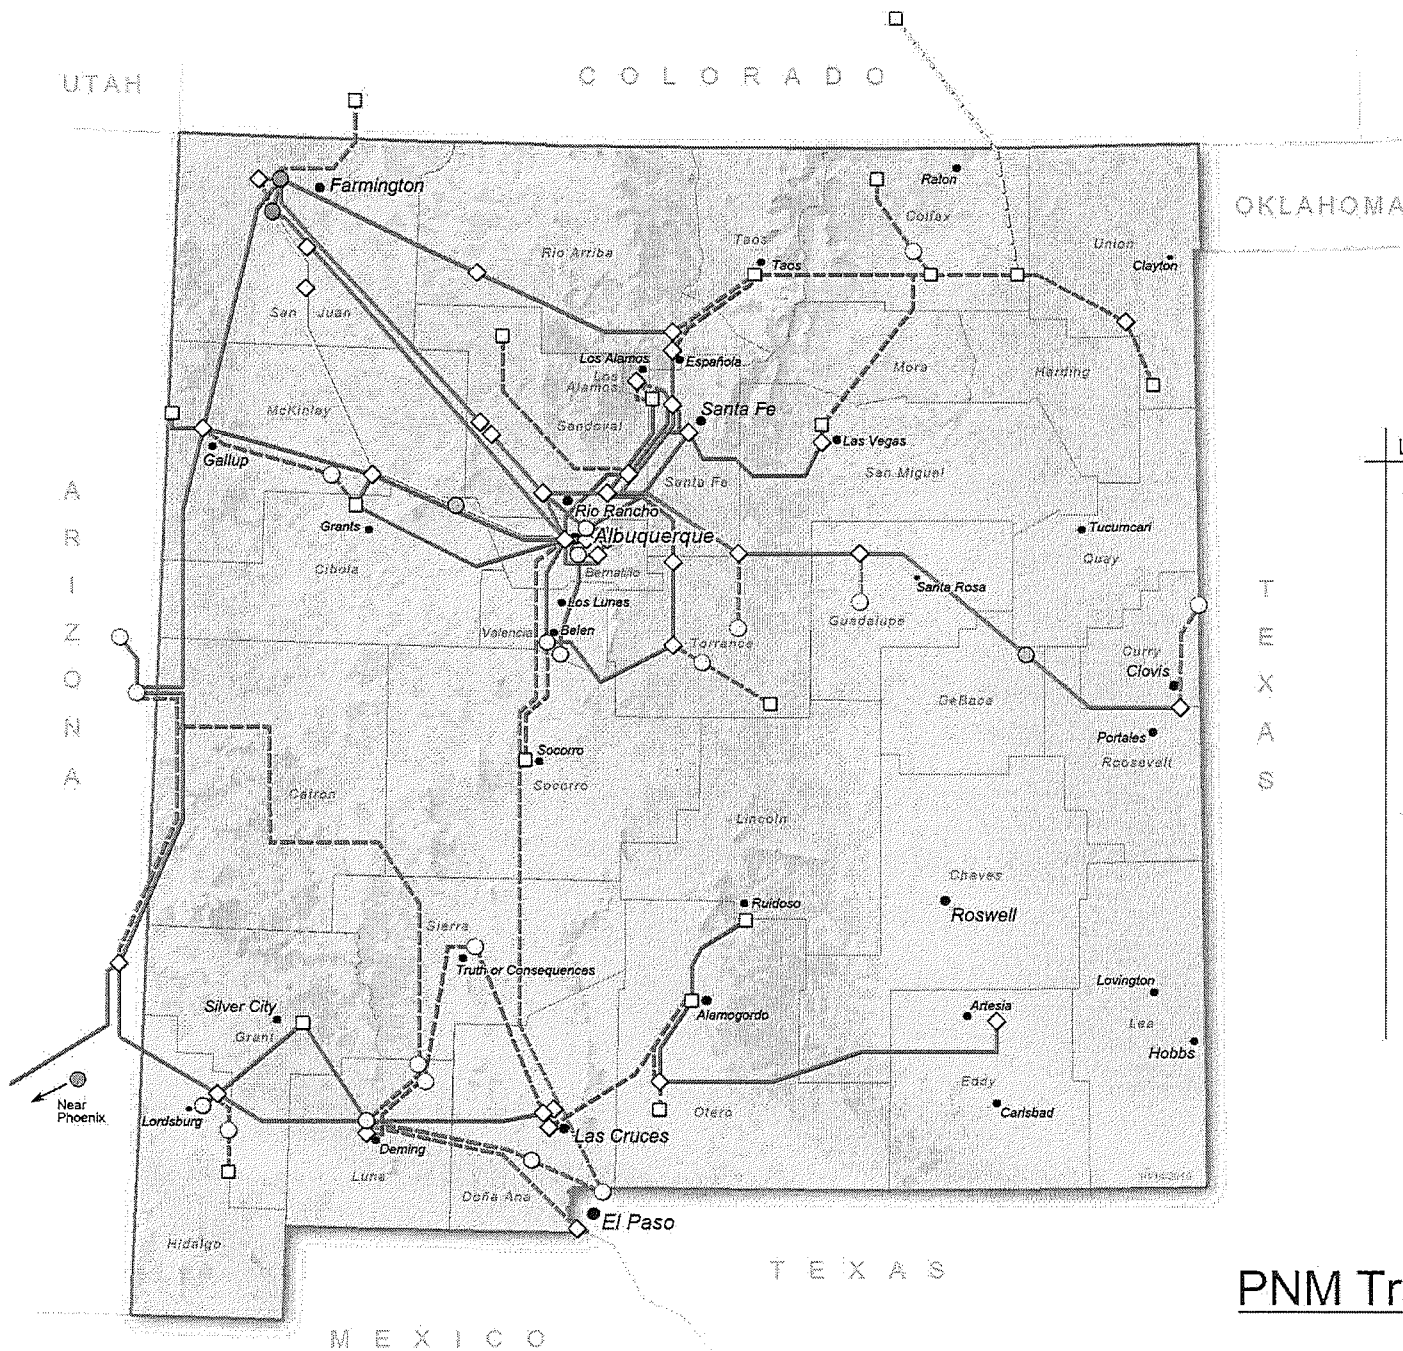 COLORADO
UTAH
Farmington
Raton
Colfax
OKLAHOMA
Rio Arriba
Taos
Taos
Union
Clayton
San Juan
Los Alamos
Los
Alamos
Española
Mora
Harding
McKinley
Sandoval
Santa Fe
Gallup
Las Vegas
San Miguel
L
Santa Fe
ARIZONA
Rio Rancho
Grants
Albuquerque
Tucumcari
Quay
Cibola
Bernalillo
Santa Rosa
TEXAS
Los Lunas
Guadalupe
Valencia
Belen
Torrance
Curry
Clovis
DeBaca
Portales
Roosevelt
Socorro
Socorro
Catron
Lincoln
Chaves
Ruidoso
Roswell
Sierra
Truth or Consequences
Lovington
Silver City
Alamogordo
Artesia
Grant
Lea
Hobbs
Eddy
Near
Phoenix
Lordsburg
Otero
Carlsbad
Las Cruces
Deming
Luna
Doña Ana
El Paso
Hidalgo
TEXAS
PNM Tr
MEXICO